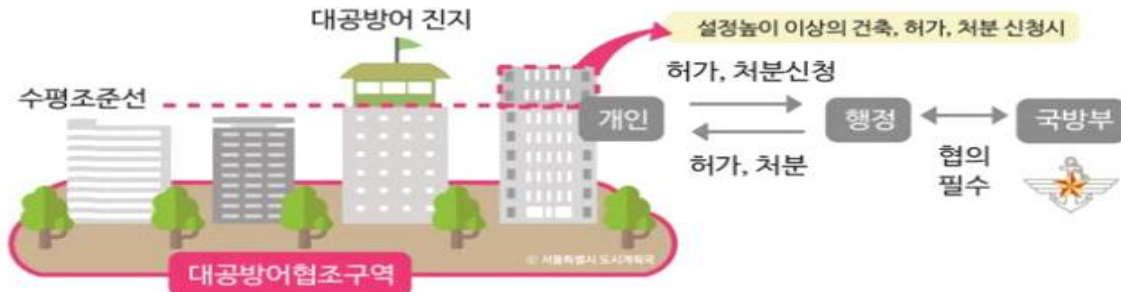 대공방어 진지
설정높이 이상의 건축, 허가, 처분 신청시
수평조준선
허가, 처분신청
개인
행정
국방부
허가, 처분
협의
필수
© 서울특별시 도시계획국
대공방어협조구역